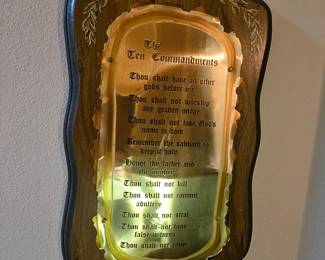 The
Ten Commandments
Thou shalt have no other
gods before me
Thou shalt not worship
any graven image
Thou shalt not take God's
name in vain
Remember the sabbath to
keep it holy
Honor thy father and
thy mother
Thou shalt not kill
Thou shalt not commit
adultery
Thou shalt not steal
Thou shalt not bear
false witness
Thou shalt not covet